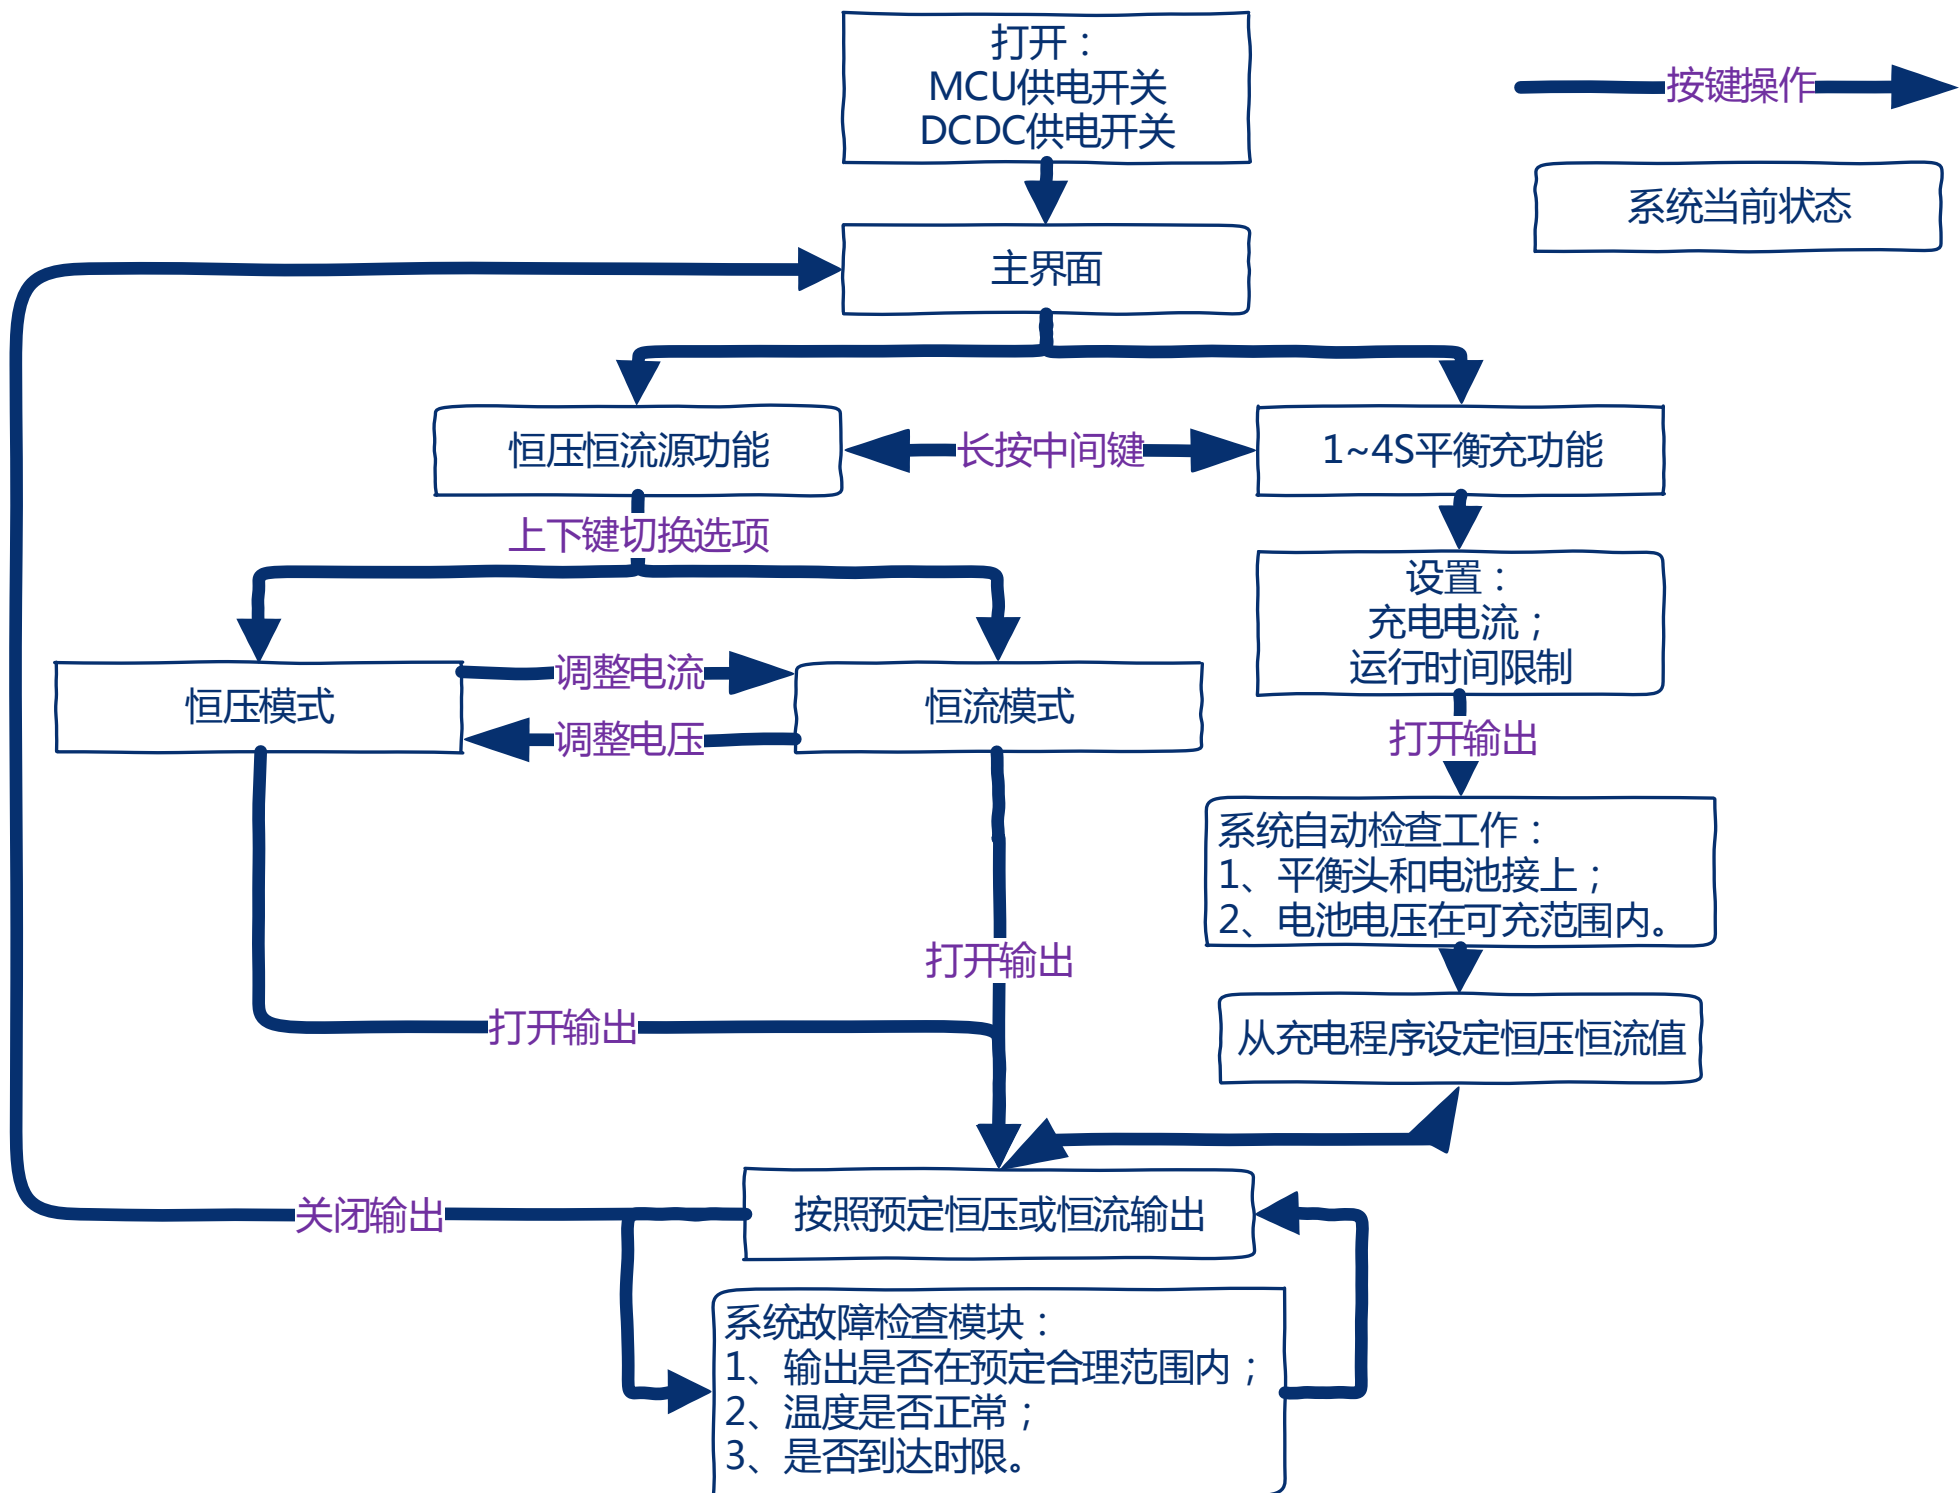 打开：
MCU供电开关
DCDC供电开关
按键操作
系统当前状态
主界面
恒压恒流源功能
长按中间键
1~4S平衡充功能
上下键切换选项
设置：
充电电流；
运行时间限制
恒压模式
调整电流
调整电压
恒流模式
打开输出
系统自动检查工作：
1、平衡头和电池接上；
2、电池电压在可充范围内。
打开输出
打开输出
从充电程序设定恒压恒流值
关闭输出
按照预定恒压或恒流输出
系统故障检查模块：
1、输出是否在预定合理范围内；
2、温度是否正常；
3、是否到达时限。